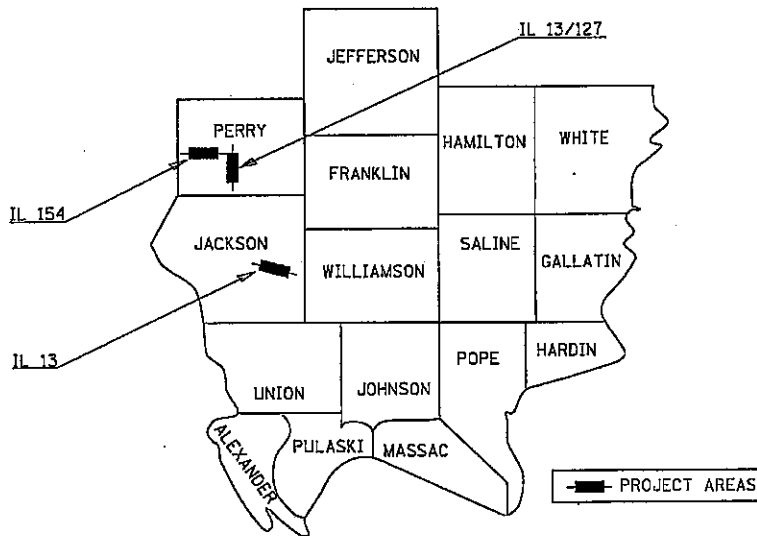 IL 13/127
JEFFERSON
PERRY
HAMILTON
WHITE
FRANKLIN
IL 154
JACKSON
SALINE
GALLATIN
WILLIAMSON
IL 13
POPE
HARDIN
UNION
JOHNSON
ALEXANDER
PULASKI
MASSAC
PROJECT AREAS